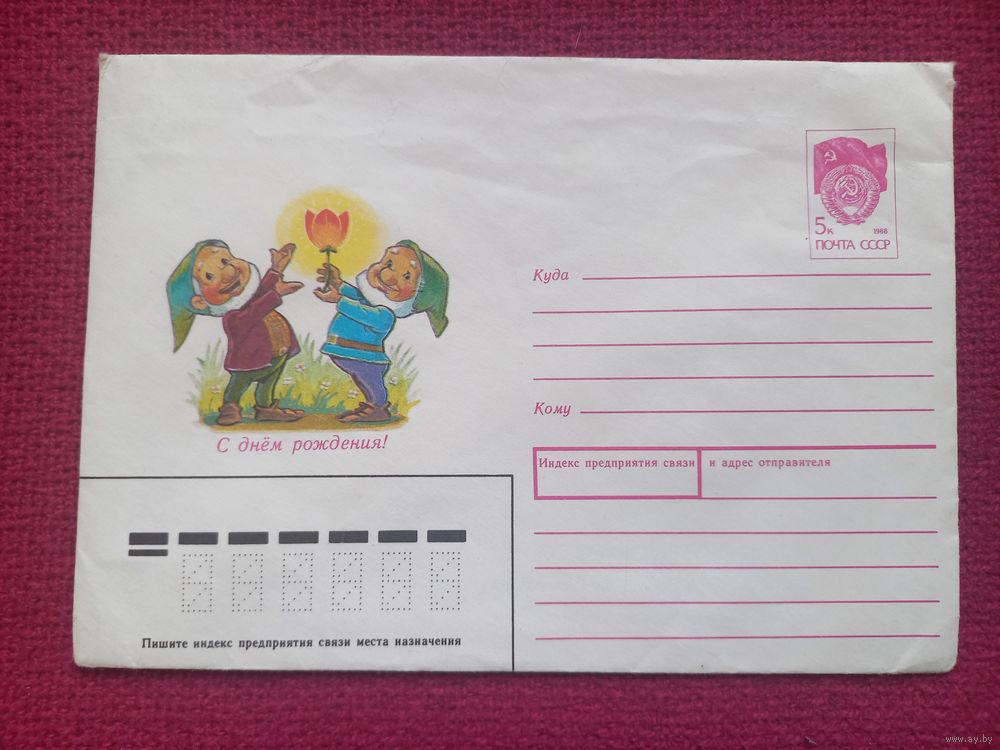 5к 1988
ПОЧТА СССР
Куда
Кому
С днём рождения!
Индекс предприятия связи и адрес отправителя
Пишите индекс предприятия связи места назначения
www.ay.by